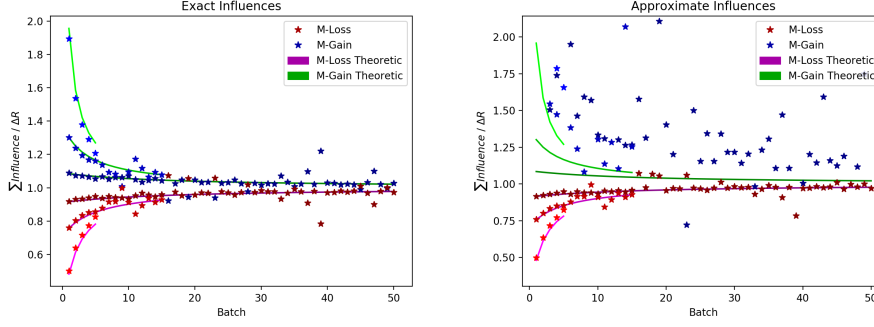 Exact Influences
2.0
1.8
1.6
1.4
1.2
1.0
0.8
0.6
∑Influence / ΔR
0
10
20
30
40
50
Batch
M-Loss
M-Gain
M-Loss Theoretic
M-Gain Theoretic
Approximate Influences
2.00
1.75
1.50
1.25
1.00
0.75
0.50
∑Influence / ΔR
0
10
20
30
40
50
Batch
M-Loss
M-Gain
M-Loss Theoretic
M-Gain Theoretic